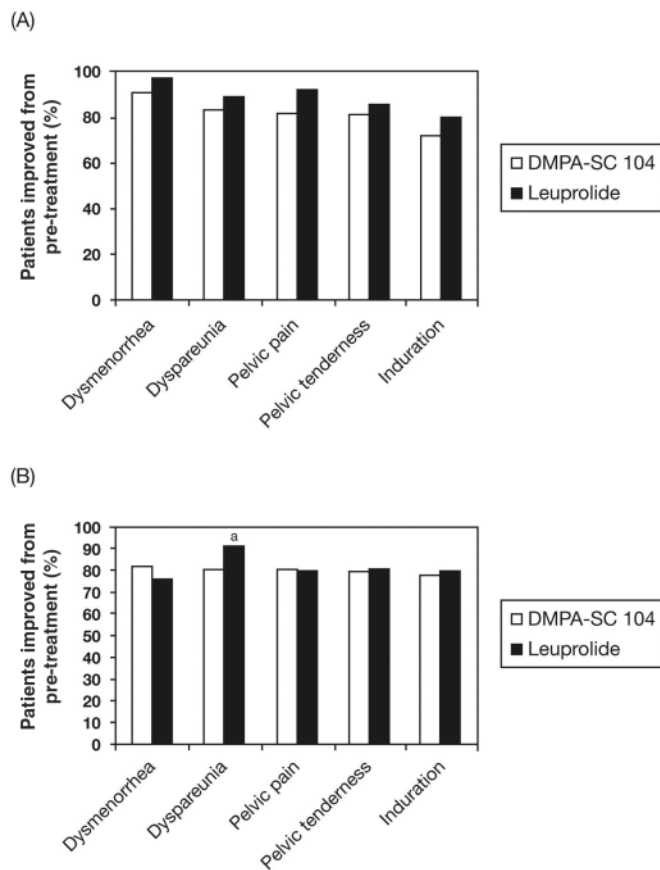 (A)
Patients improved from
pre-treatment (%)
100
80
60
40
20
0
Dysmenorrhea
Dyspareunia
Pelvic pain
Pelvic tenderness
Induration
DMPA-SC 104
Leuprolide
(B)
Patients improved from
pre-treatment (%)
100
90
80
70
60
50
40
30
20
10
0
a
Dysmenorrhea
Dyspareunia
Pelvic pain
Pelvic tenderness
Induration
DMPA-SC 104
Leuprolide